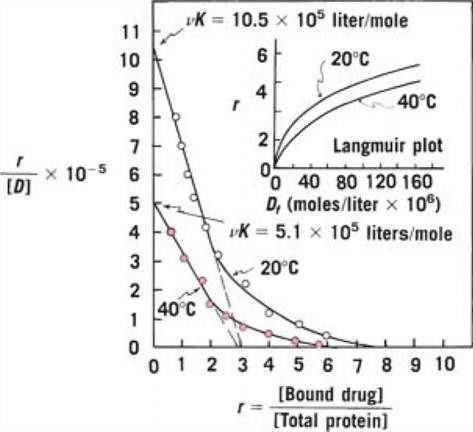 νK = 10.5 × 10⁵ liter/mole
11
10
9
8
7
6
5
4
3
2
1
0
r
[D] × 10⁻⁵
6
4
2
0
r
20°C
40°C
Langmuir plot
0 40 80 120 160
D_f (moles/liter × 10⁶)
νK = 5.1 × 10⁵ liters/mole
20°C
40°C
0 1 2 3 4 5 6 7 8 9 10
r = [Bound drug]
[Total protein]